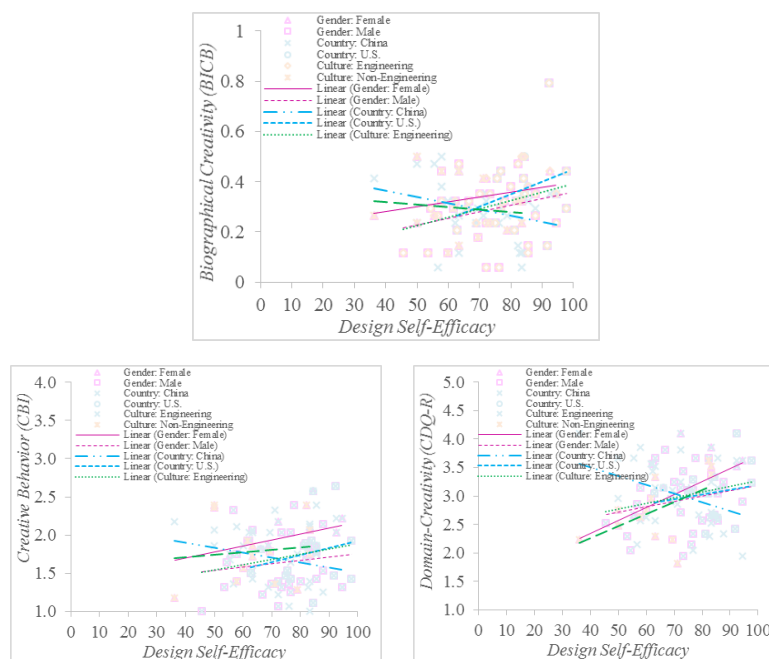 Gender: Female
Gender: Male
Country: China
Country: U.S.
Culture: Engineering
Culture: Non-Engineering
Linear (Gender: Female)
Linear (Gender: Male)
Linear (Country: China)
Linear (Country: U.S.)
Linear (Culture: Engineering)
Biographical Creativity (BICB)
1
0.8
0.6
0.4
0.2
0
0 10 20 30 40 50 60 70 80 90 100
Design Self-Efficacy
Gender: Female
Gender: Male
Country: China
Country: U.S.
Culture: Engineering
Culture: Non-Engineering
Linear (Gender: Female)
Linear (Gender: Male)
Linear (Country: China)
Linear (Country: U.S.)
Linear (Culture: Engineering)
Creative Behavior (CBI)
4.0
3.5
3.0
2.5
2.0
1.5
1.0
0 10 20 30 40 50 60 70 80 90 100
Design Self-Efficacy
Gender: Female
Gender: Male
Country: China
Country: U.S.
Culture: Engineering
Culture: Non-Engineering
Linear (Gender: Female)
Linear (Gender: Male)
Linear (Country: China)
Linear (Country: U.S.)
Linear (Culture: Engineering)
Domain-Creativity (CDQ-R)
5.0
4.5
4.0
3.5
3.0
2.5
2.0
1.5
1.0
0 10 20 30 40 50 60 70 80 90 100
Design Self-Efficacy